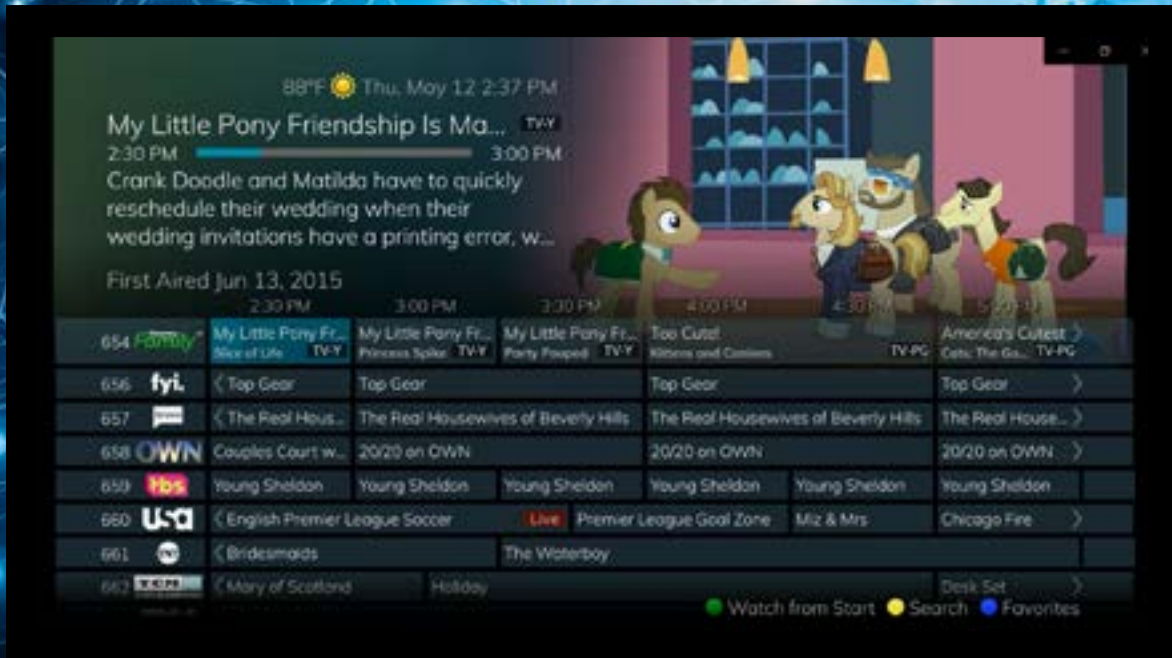 88°F Thu, May 12 2:37 PM
My Little Pony Friendship Is Ma... TV-Y
2:30 PM 3:00 PM
Crank Doodle and Matilda have to quickly
reschedule their wedding when their
wedding invitations have a printing error, w...
First Aired Jun 13, 2015
2:30 PM 3:00 PM 3:30 PM 4:00 PM 4:30 PM
654 Family My Little Pony Fr... My Little Pony Fr... My Little Pony Fr... Too Cute! America's Cutest
Slice of Life TV-Y Princess Spike TV-Y Party Pooped TV-Y Kittens and Canines TV-PG Cats: The Ga... TV-PG
656 fyi. Top Gear Top Gear Top Gear Top Gear
657 The Real Hous... The Real Housewives of Beverly Hills The Real Housewives of Beverly Hills The Real House...
658 OWN Couples Court w... 20/20 on OWN 20/20 on OWN 20/20 on OWN
659 tbs Young Sheldon Young Sheldon Young Sheldon Young Sheldon Young Sheldon Young Sheldon
660 USA English Premier League Soccer Live Premier League Goal Zone Miz & Mrs Chicago Fire
661 TNT Bridesmaids The Waterboy
662 TCM Mary of Scotland Holiday Desk Set
Watch from Start Search Favorites